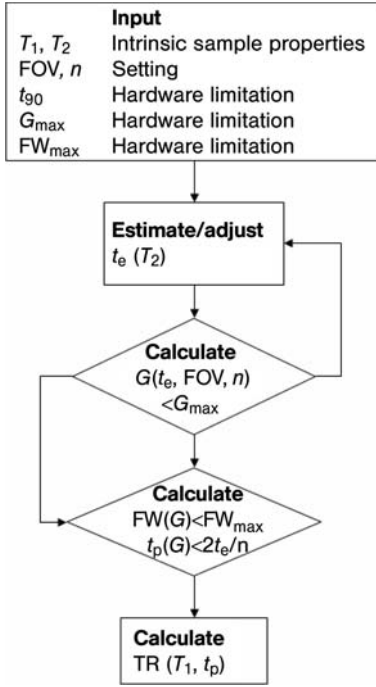 Input
T₁, T₂ Intrinsic sample properties
FOV, n Setting
t₉₀ Hardware limitation
Gmax Hardware limitation
FWmax Hardware limitation
Estimate/adjust
tₑ (T₂)
Calculate
G(tₑ, FOV, n)
<Gmax
Calculate
FW(G)<FWmax
tₚ(G)<2tₑ/n
Calculate
TR (T₁, tₚ)